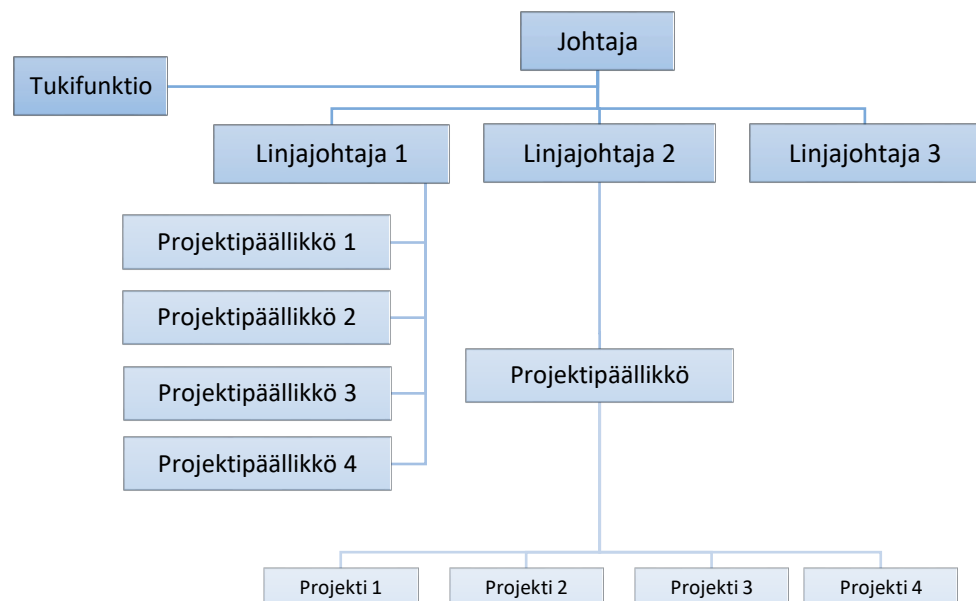 Johtaja
Tukifunktio
Linjajohtaja 1
Linjajohtaja 2
Linjajohtaja 3
Projektipäällikkö 1
Projektipäällikkö 2
Projektipäällikkö 3
Projektipäällikkö 4
Projektipäällikkö
Projekti 1
Projekti 2
Projekti 3
Projekti 4